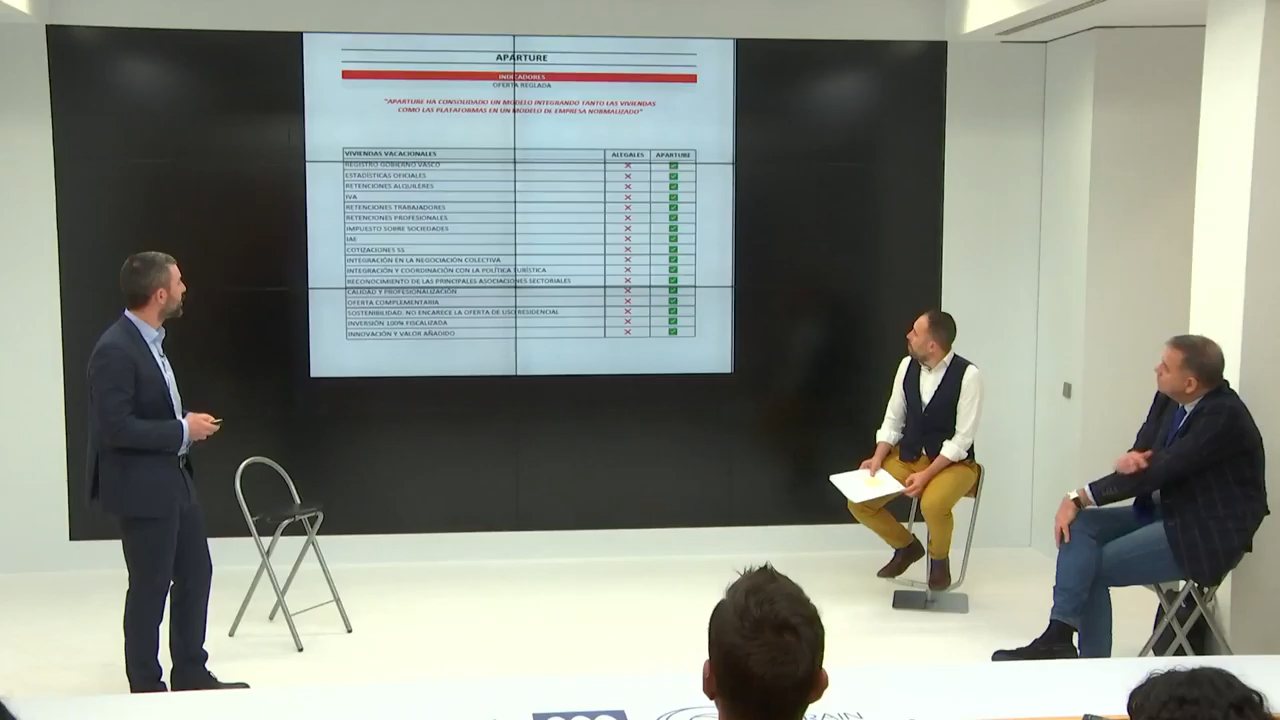 APARTURE
INDICADORES
OFERTA REGLADA
"APARTURE HA CONSOLIDADO UN MODELO INTEGRANDO TANTO LAS VIVIENDAS
COMO LAS PLATAFORMAS EN UN MODELO DE EMPRESA NORMALIZADO"
VIVIENDAS VACACIONALES ALEGALES APARTURE
REGISTRO GOBIERNO VASCO
ESTADÍSTICAS OFICIALES
RETENCIONES ALQUILERES
IVA
RETENCIONES TRABAJADORES
RETENCIONES PROFESIONALES
IMPUESTO SOBRE SOCIEDADES
IAE
COTIZACIONES SS
INTEGRACIÓN EN LA NEGOCIACIÓN COLECTIVA
INTEGRACIÓN Y COORDINACIÓN CON LA POLÍTICA TURÍSTICA
RECONOCIMIENTO DE LAS PRINCIPALES ASOCIACIONES SECTORIALES
CALIDAD Y PROFESIONALIZACIÓN
OFERTA COMPLEMENTARIA
SOSTENIBILIDAD. NO ENCARECE LA OFERTA DE USO RESIDENCIAL
INVERSIÓN 100% FISCALIZADA
INNOVACIÓN Y VALOR AÑADIDO